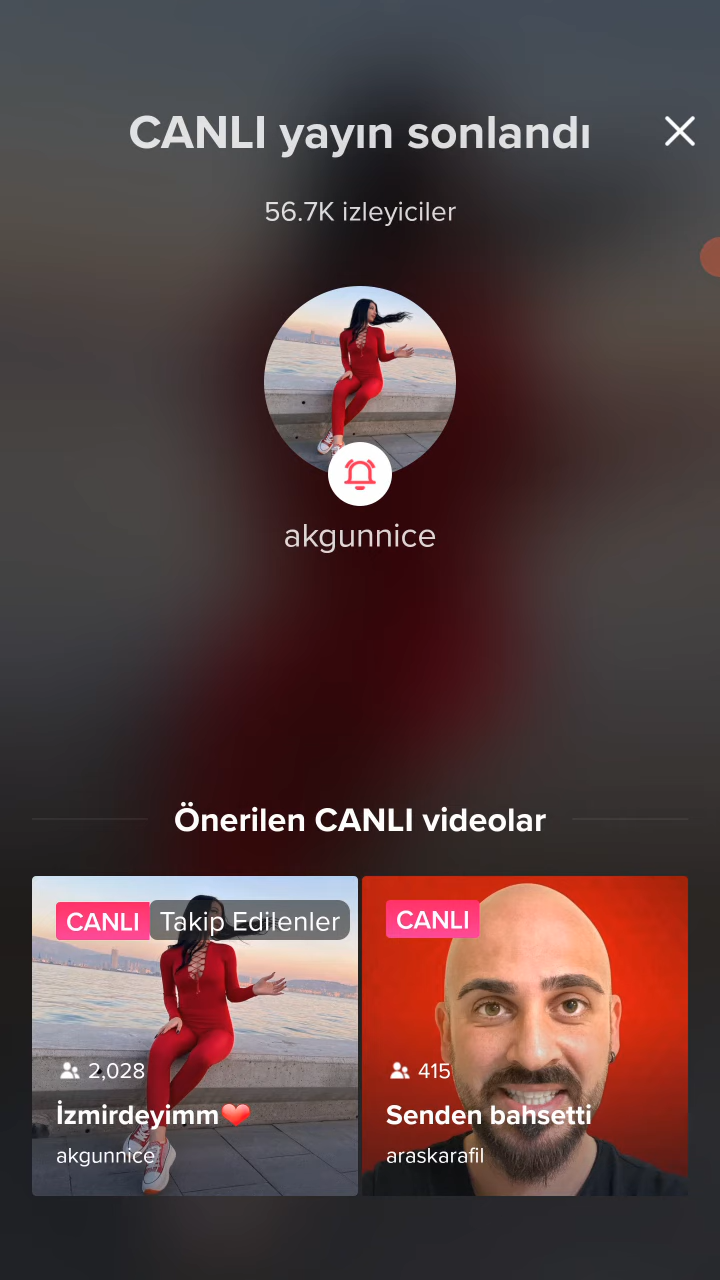 CANLI yayın sonlandı
56.7K izleyiciler
akgunnice
Önerilen CANLI videolar
CANLI Takip Edilenler
2,028
İzmirdeyimm❤️
akgunnice
CANLI
415
Senden bahsetti
araskarafil